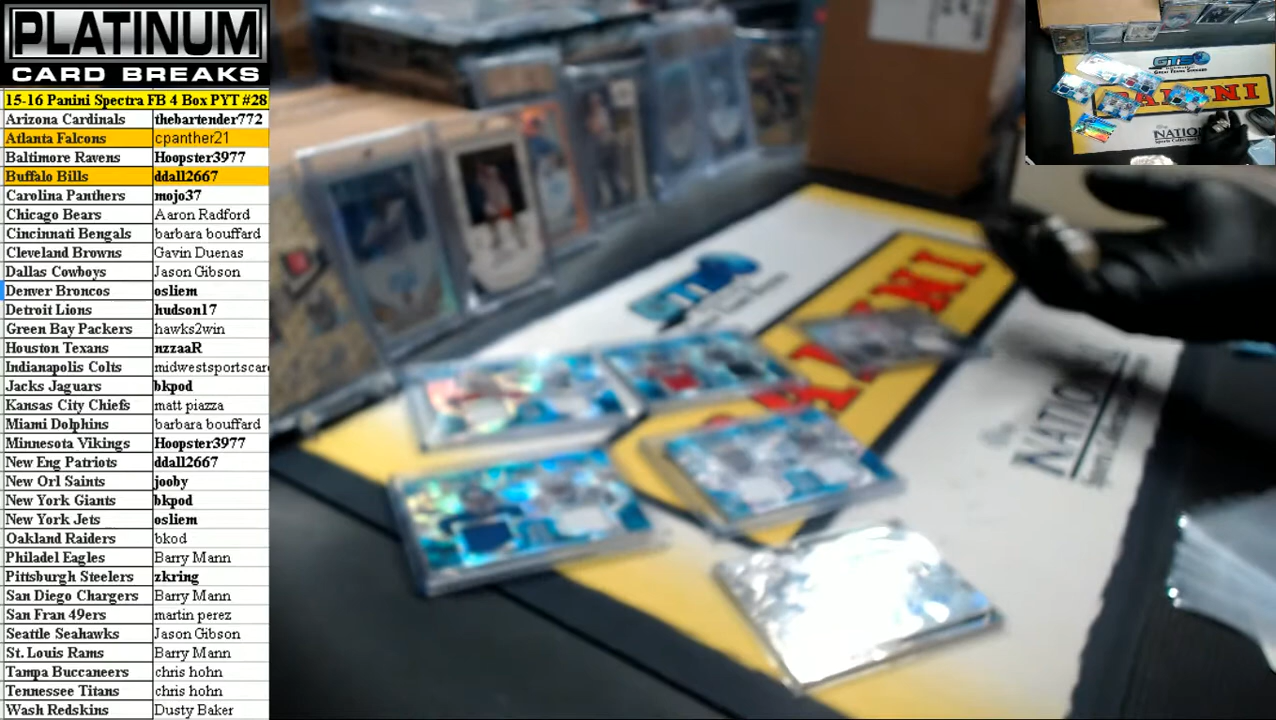 PLATINUM
CARD BREAKS
15-16 Panini Spectra FB 4 Box PYT #28
Arizona Cardinals thebartender772
Atlanta Falcons cpanther21
Baltimore Ravens Hoopster3977
Buffalo Bills ddall2667
Carolina Panthers mojo37
Chicago Bears Aaron Radford
Cincinnati Bengals barbara bouffard
Cleveland Browns Gavin Duenas
Dallas Cowboys Jason Gibson
Denver Broncos osliem
Detroit Lions hudson17
Green Bay Packers hawks2win
Houston Texans nzzaaR
Indianapolis Colts midwestsportscar
Jacks Jaguars bkpod
Kansas City Chiefs matt piazza
Miami Dolphins barbara bouffard
Minnesota Vikings Hoopster3977
New Eng Patriots ddall2667
New Orl Saints jooby
New York Giants bkpod
New York Jets osliem
Oakland Raiders bkod
Philadel Eagles Barry Mann
Pittsburgh Steelers zkring
San Diego Chargers Barry Mann
San Fran 49ers martin perez
Seattle Seahawks Jason Gibson
St. Louis Rams Barry Mann
Tampa Buccaneers chris hohn
Tennessee Titans chris hohn
Wash Redskins Dusty Baker
GTS
NATION
GTS
PANINI
NATION